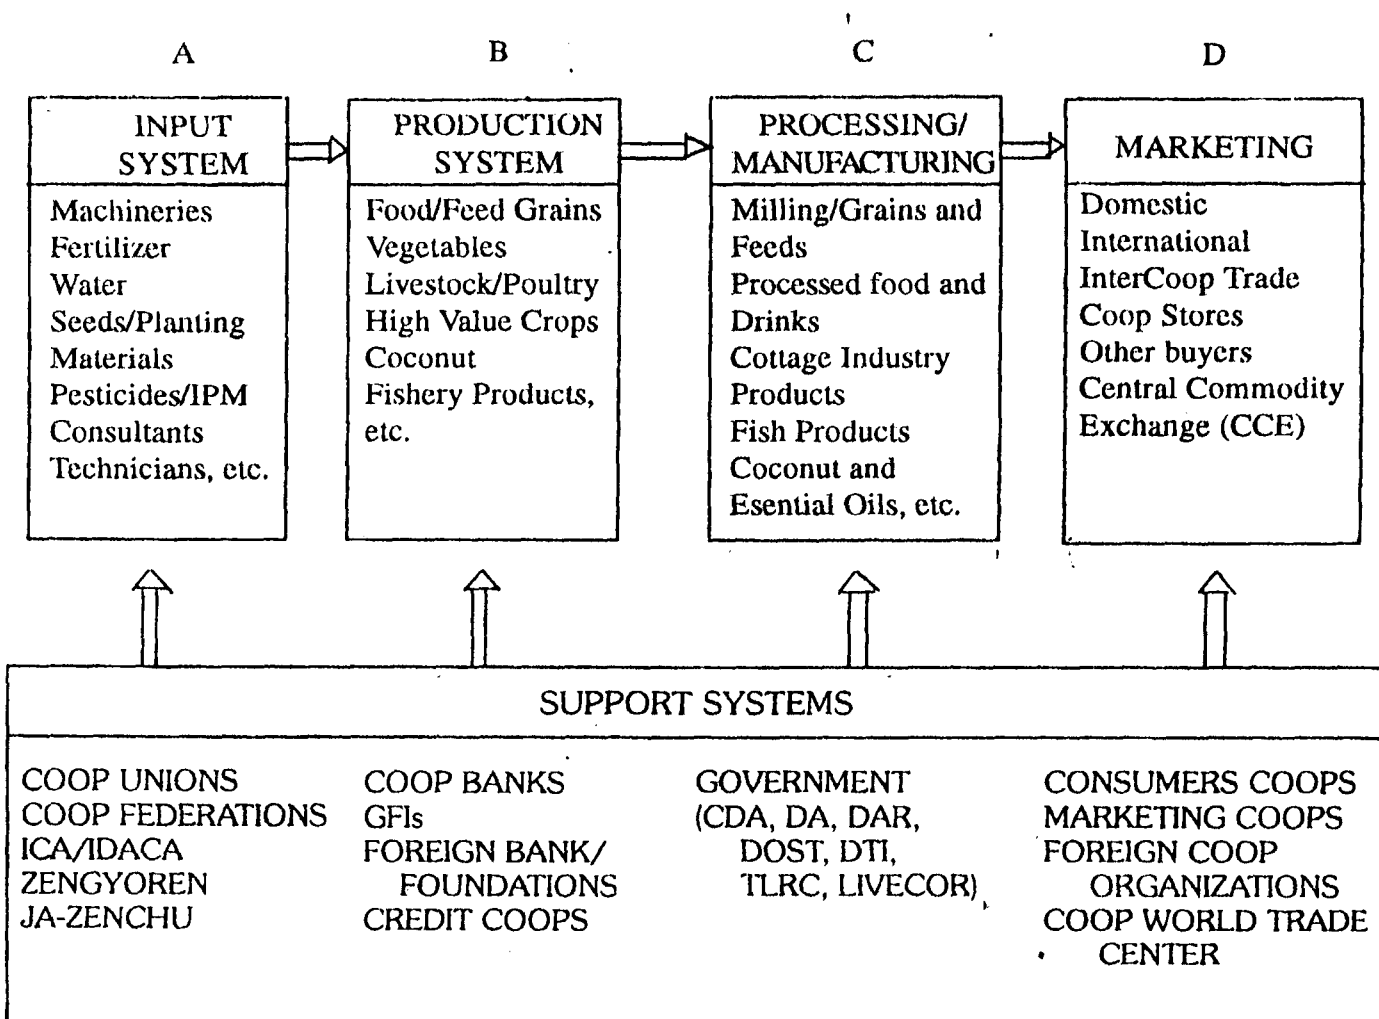 A
B
C
D
INPUT
SYSTEM
Machineries
Fertilizer
Water
Seeds/Planting
Materials
Pesticides/IPM
Consultants
Technicians, etc.
PRODUCTION
SYSTEM
Food/Feed Grains
Vegetables
Livestock/Poultry
High Value Crops
Coconut
Fishery Products,
etc.
PROCESSING/
MANUFACTURING
Milling/Grains and
Feeds
Processed food and
Drinks
Cottage Industry
Products
Fish Products
Coconut and
Esential Oils, etc.
MARKETING
Domestic
International
InterCoop Trade
Coop Stores
Other buyers
Central Commodity
Exchange (CCE)
SUPPORT SYSTEMS
COOP UNIONS
COOP FEDERATIONS
ICA/IDACA
ZENGYOREN
JA-ZENCHU
COOP BANKS
GFIs
FOREIGN BANK/
FOUNDATIONS
CREDIT COOPS
GOVERNMENT
(CDA, DA, DAR,
DOST, DTI,
TLRC, LIVECOR)
CONSUMERS COOPS
MARKETING COOPS
FOREIGN COOP
ORGANIZATIONS
COOP WORLD TRADE
CENTER